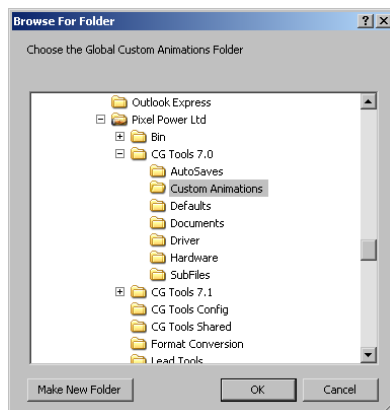 Browse For Folder
Choose the Global Custom Animations Folder
Outlook Express
Pixel Power Ltd
Bin
CG Tools 7.0
AutoSaves
Custom Animations
Defaults
Documents
Driver
Hardware
SubFiles
CG Tools 7.1
CG Tools Config
CG Tools Shared
Format Conversion
Lead Tools
Make New Folder OK Cancel